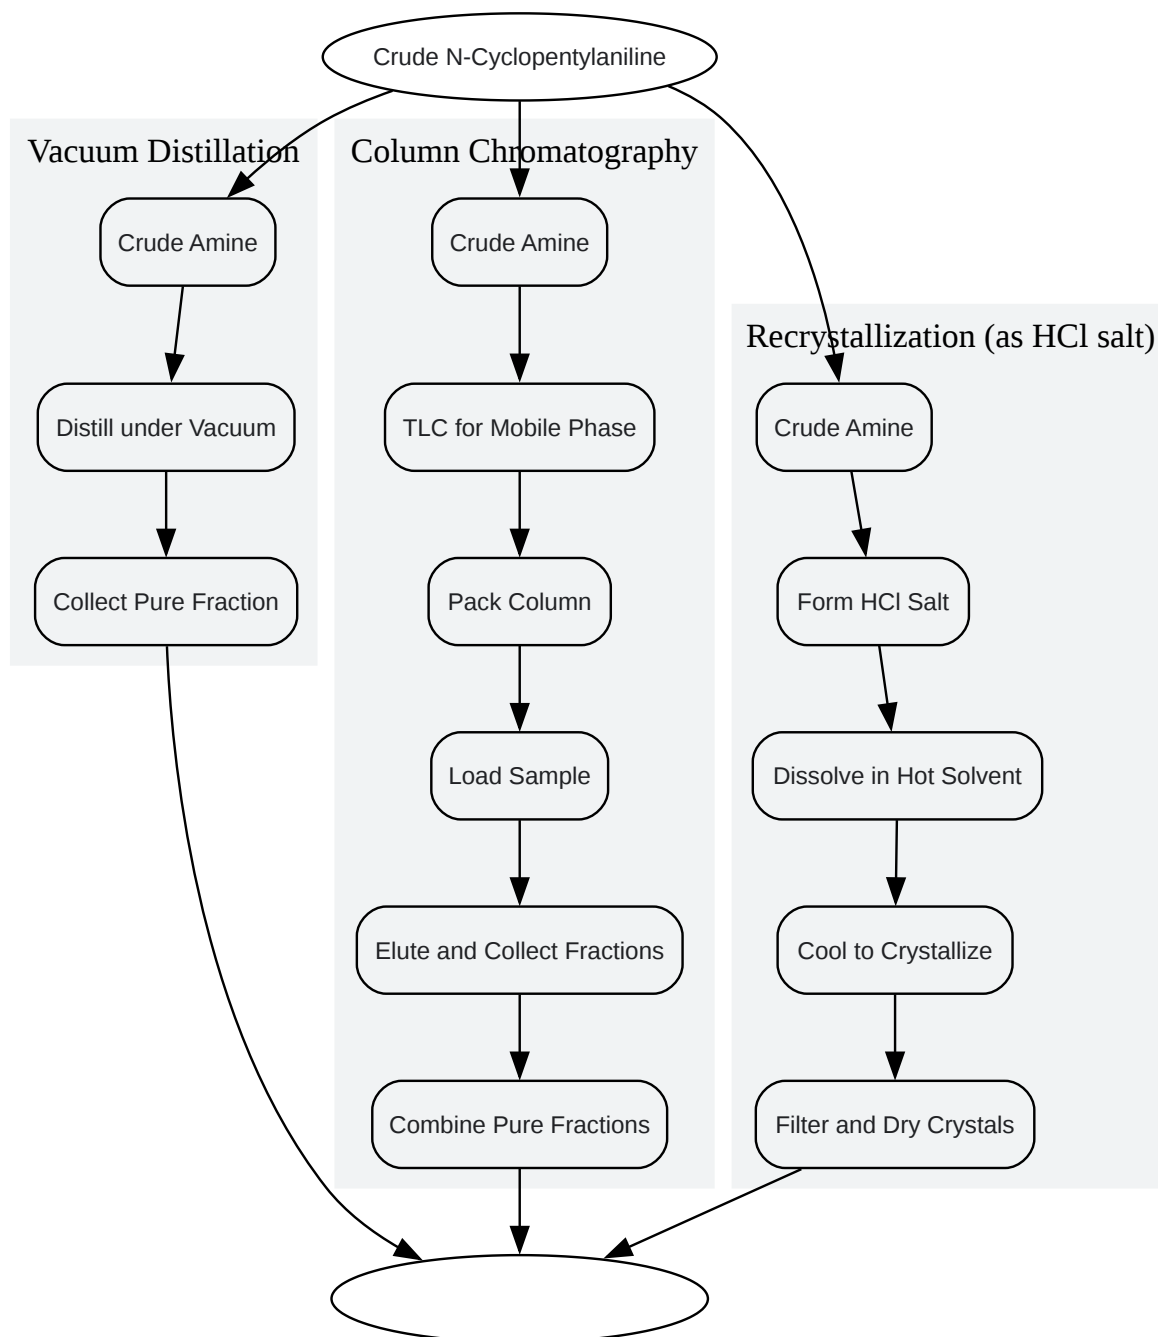 Crude N-Cyclopentylaniline
Vacuum Distillation
Crude Amine
Distill under Vacuum
Collect Pure Fraction
Column Chromatography
Crude Amine
TLC for Mobile Phase
Pack Column
Load Sample
Elute and Collect Fractions
Combine Pure Fractions
Recrystallization (as HCl salt)
Crude Amine
Form HCl Salt
Dissolve in Hot Solvent
Cool to Crystallize
Filter and Dry Crystals